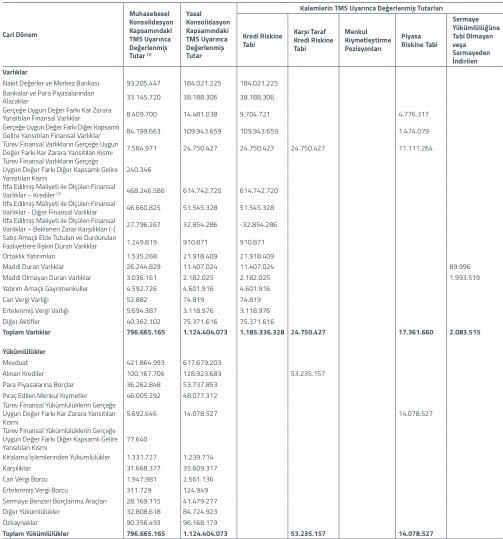 Kalemlerin TMS Uyarınca Değerlenmiş Tutarları
Cari Dönem | Muhasebesel Konsolidasyon Kapsamındaki TMS Uyarınca Değerlenmiş Tutar (1) | Yasal Konsolidasyon Kapsamındaki TMS Uyarınca Değerlenmiş Tutar | Kredi Riskine Tabi | Karşı Taraf Kredi Riskine Tabi | Menkul Kıymetleştirme Pozisyonları | Piyasa Riskine Tabi | Sermaye Yükümlülüğüne Tabi Olmayan veya Sermayeden İndirilen
Varlıklar
Nakit Değerler ve Merkez Bankası 93.205.447 184.021.225 184.021.225
Bankalar ve Para Piyasalarından
Alacaklar 33.145.720 38.188.306 38.188.306
Gerçeğe Uygun Değer Farkı Kar Zarara
Yansıtılan Finansal Varlıklar 8.409.700 14.481.038 9.704.721 4.776.317
Gerçeğe Uygun Değer Farkı Diğer Kapsamlı
Gelire Yansıtılan Finansal Varlıklar 84.199.663 109.943.659 109.943.659 1.474.079
Türev Finansal Varlıkların Gerçeğe Uygun
Değer Farkı Kar Zarara Yansıtılan Kısmı 7.584.971 24.750.427 24.750.427 24.750.427 11.111.264
Türev Finansal Varlıkların Gerçeğe
Uygun Değer Farkı Diğer Kapsamlı Gelire
Yansıtılan Kısmı 240.346
İtfa Edilmiş Maliyeti ile Ölçülen Finansal
Varlıklar – Krediler (2) 468.246.586 614.742.720 614.742.720
İtfa Edilmiş Maliyeti ile Ölçülen Finansal
Varlıklar - Diğer Finansal Varlıklar 46.660.825 51.545.328 51.545.328
İtfa Edilmiş Maliyeti ile Ölçülen Finansal
Varlıklar – Beklenen Zarar Karşılıkları (-) 27.796.267 32.854.286 -32.854.286
Satış Amaçlı Elde Tutulan ve Durdurulan
Faaliyetlere İlişkin Duran Varlıklar 1.249.819 910.871 910.871
Ortaklık Yatırımları 1.535.268 21.918.409 21.918.409
Maddi Duran Varlıklar 26.244.829 11.407.024 11.407.024 89.996
Maddi Olmayan Duran Varlıklar 3.036.161 2.182.025 2.182.025 1.993.519
Yatırım Amaçlı Gayrimenkuller 4.592.726 4.601.916 4.601.916
Cari Vergi Varlığı 52.882 74.819 74.819
Ertelenmiş Vergi Varlığı 5.694.387 3.118.976 3.118.976
Diğer Aktifler 40.362.102 75.371.616 75.371.616
Toplam Varlıklar 796.665.165 1.124.404.073 1.185.336.328 24.750.427 17.361.660 2.083.515
Yükümlülükler
Mevduat 421.864.993 617.679.203
Alınan Krediler 100.167.706 128.923.683 53.235.157
Para Piyasalarına Borçlar 36.262.848 53.737.853
İhraç Edilen Menkul Kıymetler 46.005.292 48.077.312
Türev Finansal Yükümlülüklerin Gerçeğe
Uygun Değer Farkı Kar Zarara Yansıtılan
Kısmı 5.692.646 14.078.527 14.078.527
Türev Finansal Yükümlülüklerin Gerçeğe
Uygun Değer Farkı Diğer Kapsamlı Gelire
Yansıtılan Kısmı 77.640
Kiralama İşlemlerinden Yükümlülükler 1.331.727 1.239.714
Karşılıklar 31.668.377 35.609.317
Cari Vergi Borcu 1.947.981 2.561.136
Ertelenmiş Vergi Borcu 311.729 124.949
Sermaye Benzeri Borçlanma Araçları 28.169.115 41.479.277
Diğer Yükümlülükler 32.808.618 84.724.923
Özkaynaklar 90.356.493 96.168.179
Toplam Yükümlülükler 796.665.165 1.124.404.073 53.235.157 14.078.527